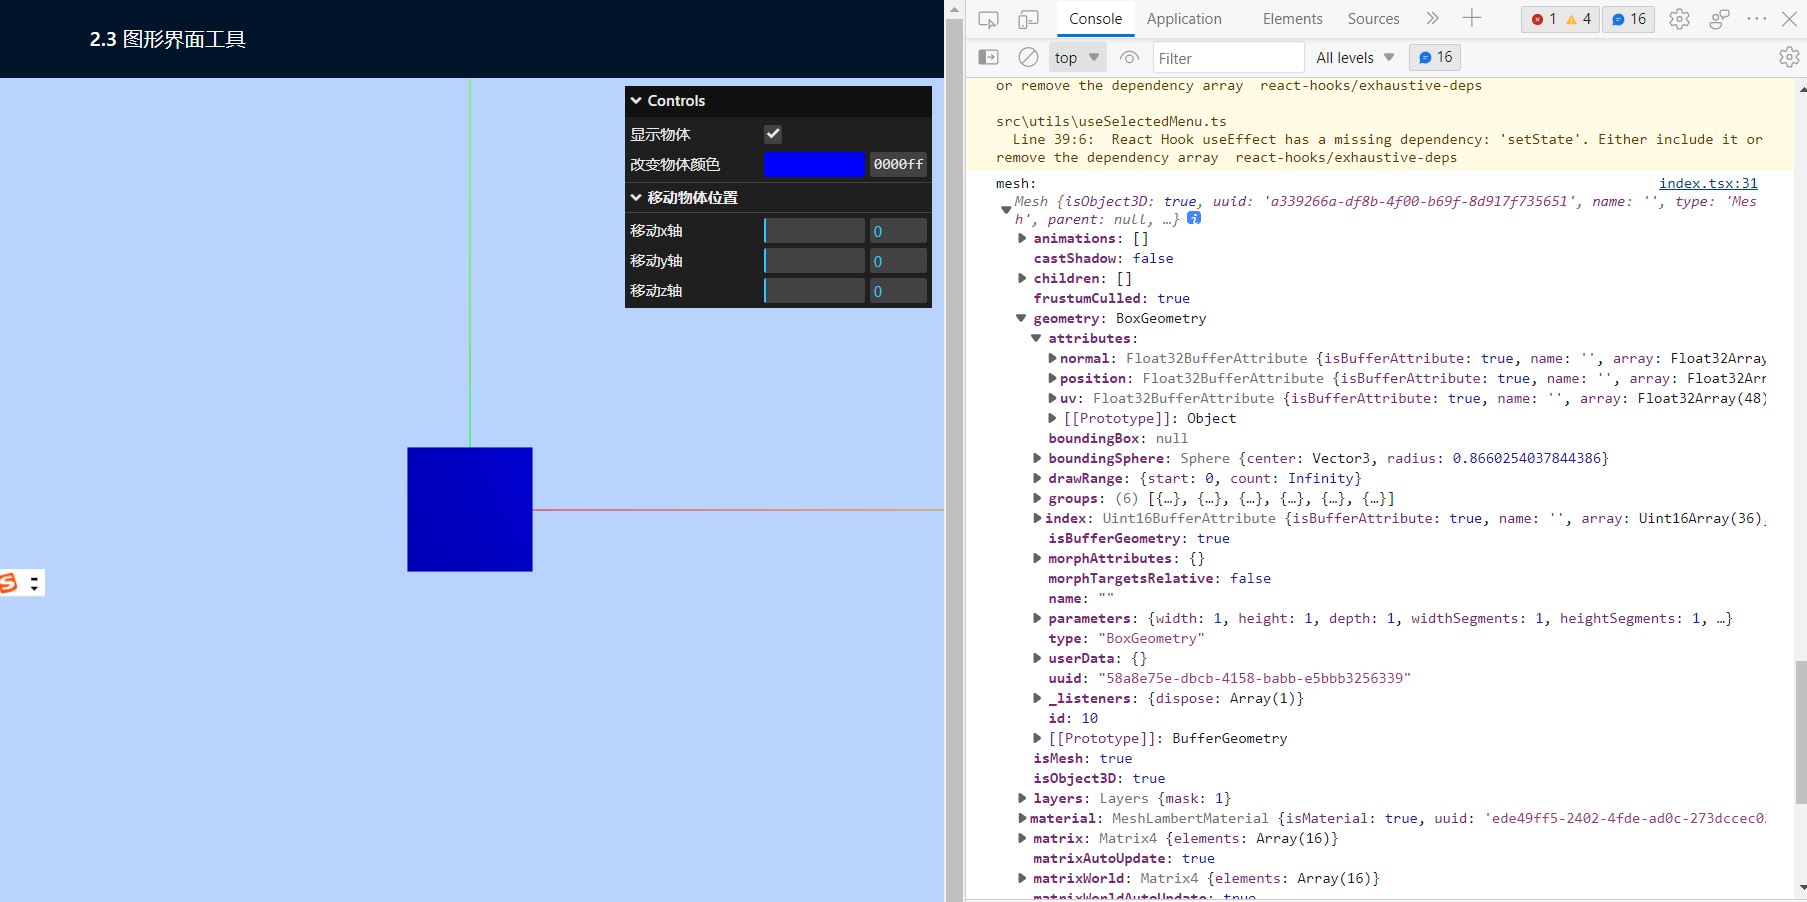 2.3 图形界面工具
Controls
显示物体
改变物体颜色 0000ff
移动物体位置
移动x轴 0
移动y轴 0
移动z轴 0
Console Application Elements Sources 1 4 16
top Filter All levels 16
or remove the dependency array react-hooks/exhaustive-deps
src\utils\useSelectedMenu.ts
Line 39:6: React Hook useEffect has a missing dependency: 'setState'. Either include it or
remove the dependency array react-hooks/exhaustive-deps
mesh: index.tsx:31
Mesh {isObject3D: true, uuid: 'a339266a-df8b-4f00-b69f-8d917f735651', name: '', type: 'Mes
h', parent: null, …}
animations: []
castShadow: false
children: []
frustumCulled: true
geometry: BoxGeometry
attributes:
normal: Float32BufferAttribute {isBufferAttribute: true, name: '', array: Float32Array
position: Float32BufferAttribute {isBufferAttribute: true, name: '', array: Float32Arr
uv: Float32BufferAttribute {isBufferAttribute: true, name: '', array: Float32Array(48)
[[Prototype]]: Object
boundingBox: null
boundingSphere: Sphere {center: Vector3, radius: 0.8660254037844386}
drawRange: {start: 0, count: Infinity}
groups: (6) [{…}, {…}, {…}, {…}, {…}, {…}]
index: Uint16BufferAttribute {isBufferAttribute: true, name: '', array: Uint16Array(36),
isBufferGeometry: true
morphAttributes: {}
morphTargetsRelative: false
name: ""
parameters: {width: 1, height: 1, depth: 1, widthSegments: 1, heightSegments: 1, …}
type: "BoxGeometry"
userData: {}
uuid: "58a8e75e-dbcb-4158-babb-e5bbb3256339"
_listeners: {dispose: Array(1)}
id: 10
[[Prototype]]: BufferGeometry
isMesh: true
isObject3D: true
layers: Layers {mask: 1}
material: MeshLambertMaterial {isMaterial: true, uuid: 'ede49ff5-2402-4fde-ad0c-273dccec0
matrix: Matrix4 {elements: Array(16)}
matrixAutoUpdate: true
matrixWorld: Matrix4 {elements: Array(16)}
matrixWorldAutoUpdate: true